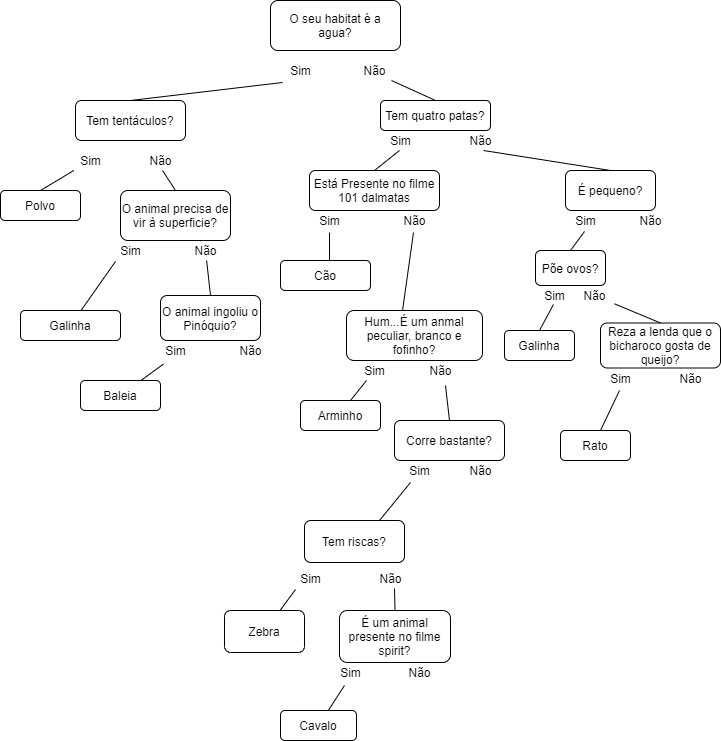 O seu habitat é a
agua?
Sim
Não
Tem tentáculos?
Tem quatro patas?
Sim
Não
Sim
Não
Polvo
O animal precisa de
vir à superficie?
Está Presente no filme
101 dalmatas
É pequeno?
Sim
Não
Sim
Não
Sim
Não
Galinha
O animal ingoliu o
Pinóquio?
Cão
Põe ovos?
Sim
Não
Sim
Não
Baleia
Hum...É um anmal
peculiar, branco e
fofinho?
Galinha
Reza a lenda que o
bicharoco gosta de
queijo?
Sim
Não
Sim
Não
Arminho
Corre bastante?
Rato
Sim
Não
Tem riscas?
Sim
Não
Zebra
É um animal
presente no filme
spirit?
Sim
Não
Cavalo